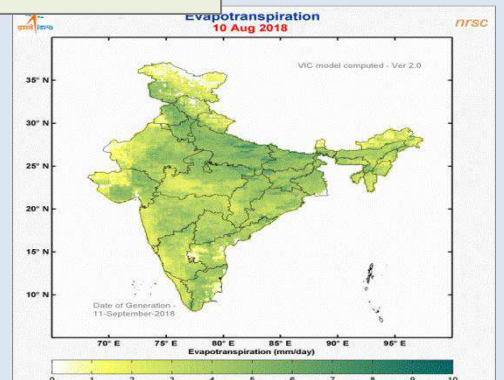 इसरो isro
Evapotranspiration
10 Aug 2018
nrsc
VIC model computed - Ver 2.0
35° N
30° N
25° N
20° N
15° N
10° N
Date of Generation -
11-September-2018
70° E 75° E 80° E 85° E 90° E 95° E
Evapotranspiration (mm/day)
0 1 2 3 4 5 6 7 8 9 10